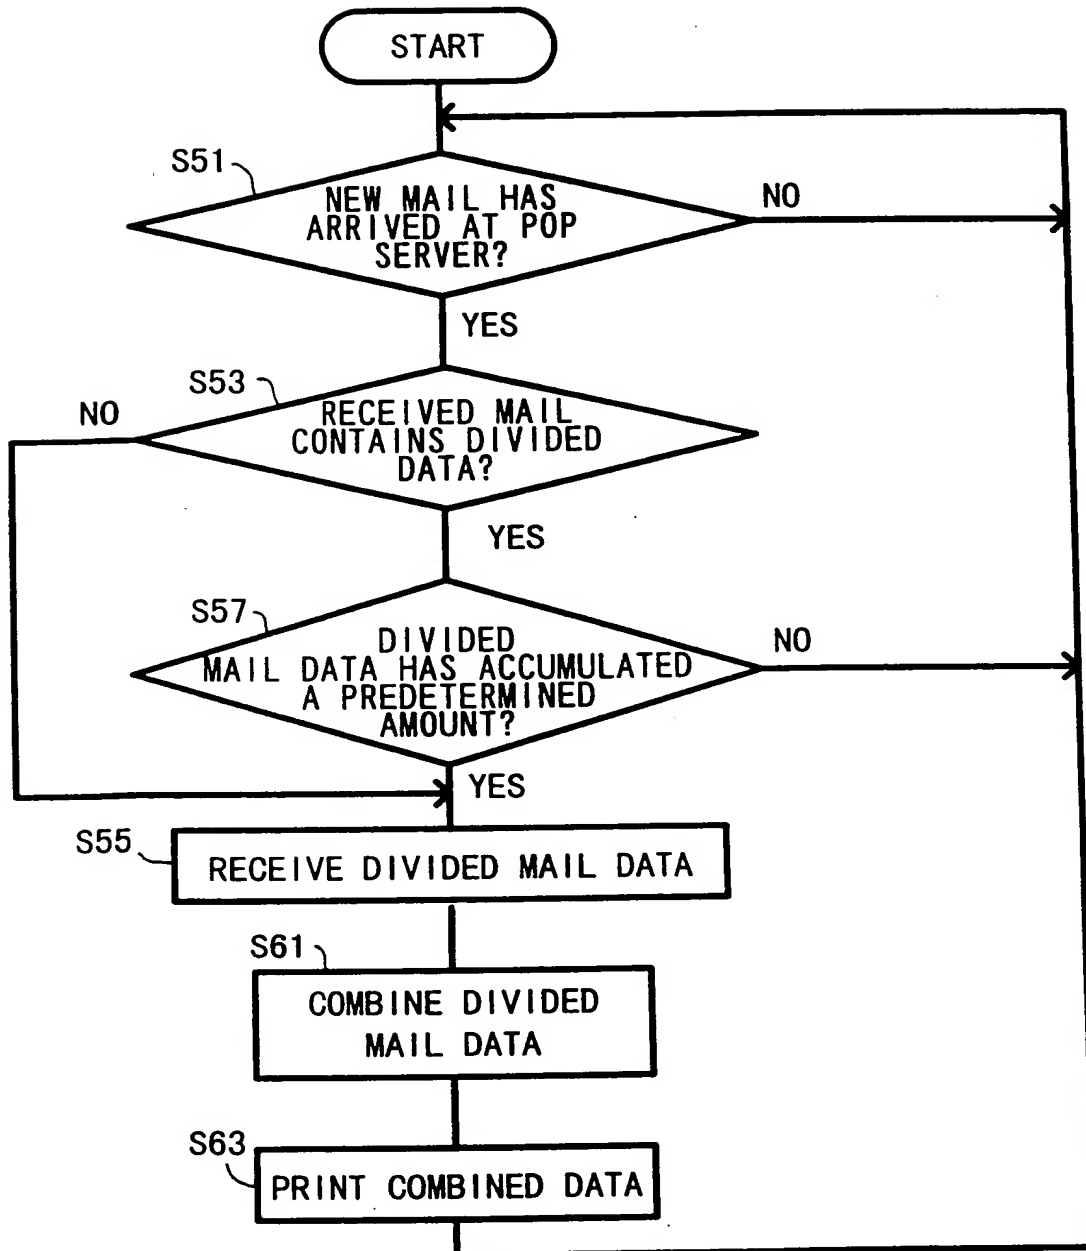 START
S51
NEW MAIL HAS
ARRIVED AT POP
SERVER?
NO
YES
S53
NO
RECEIVED MAIL
CONTAINS DIVIDED
DATA?
YES
S57
DIVIDED
MAIL DATA HAS ACCUMULATED
A PREDETERMINED
AMOUNT?
NO
YES
S55
RECEIVE DIVIDED MAIL DATA
S61
COMBINE DIVIDED
MAIL DATA
S63
PRINT COMBINED DATA